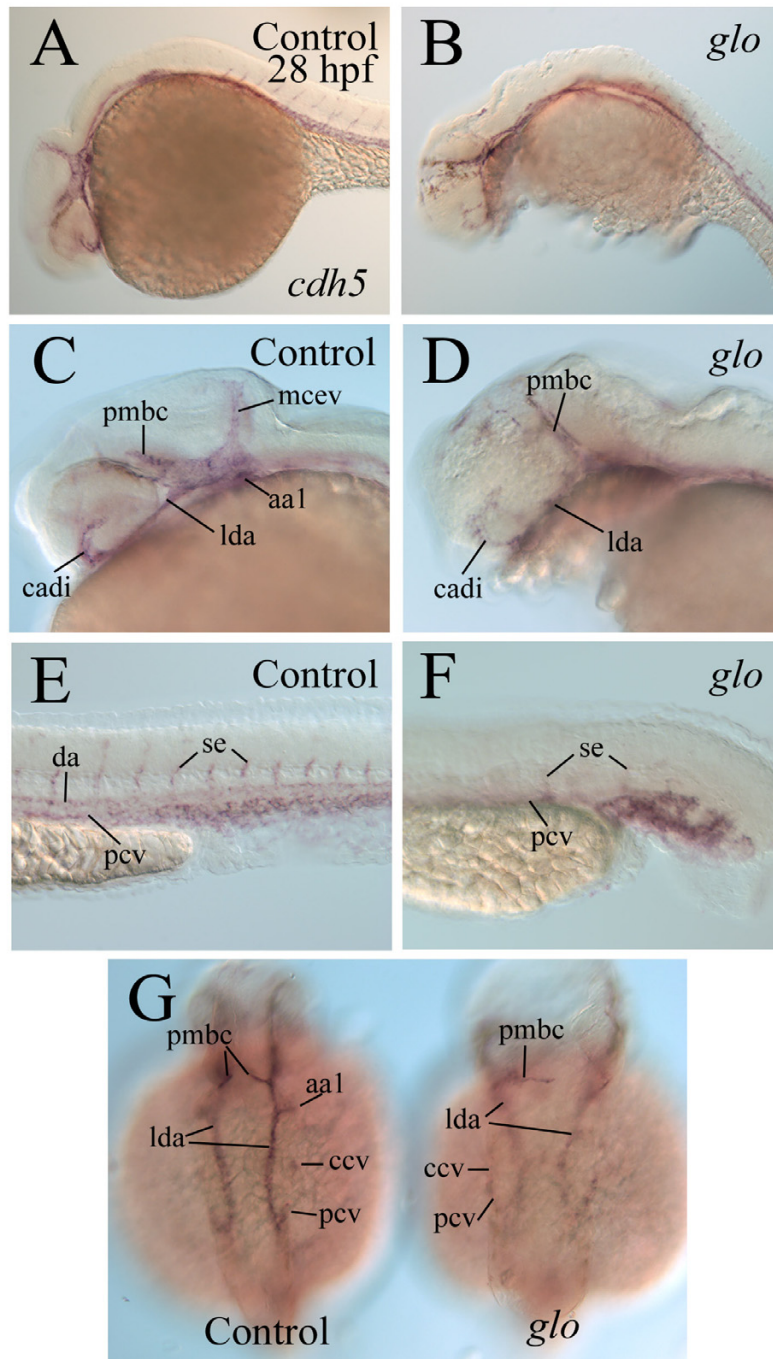 A
Control
28 hpf
cdh5
B
glo
C
Control
pmbc
mcev
aa1
lda
cadi
D
glo
pmbc
lda
cadi
E
Control
se
da
pcv
F
glo
se
pcv
G
pmbc
aa1
lda
ccv
pcv
Control
pmbc
lda
ccv
pcv
glo